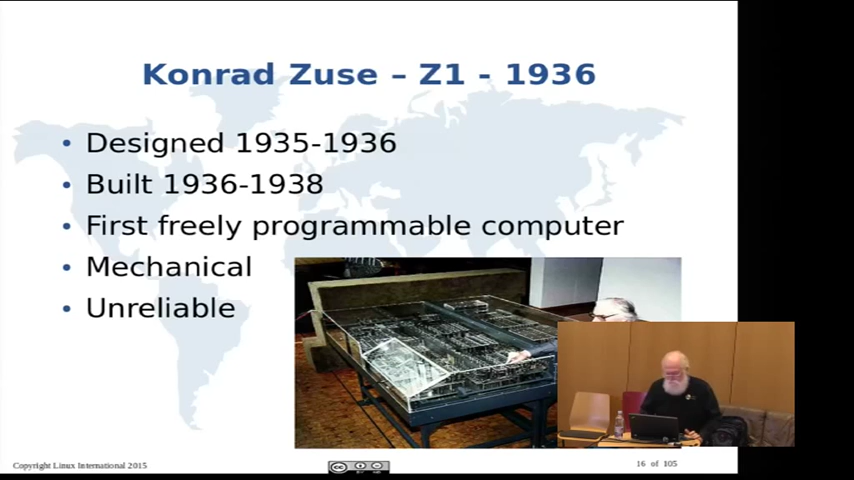 Konrad Zuse – Z1 - 1936
• Designed 1935-1936
• Built 1936-1938
• First freely programmable computer
• Mechanical
• Unreliable
Copyright Linux International 2015
16 of 105